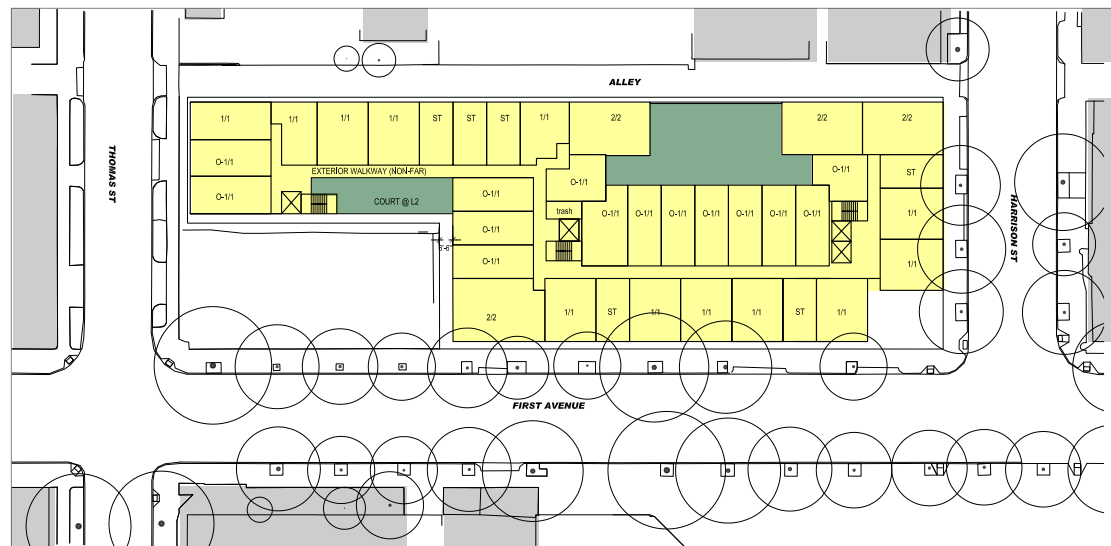 ALLEY
1/1
1/1
1/1
1/1
ST
ST
ST
1/1
2/2
2/2
2/2
THOMAS ST
O-1/1
EXTERIOR WALKWAY (NON-FAR)
O-1/1
O-1/1
ST
O-1/1
O-1/1
COURT @ L2
O-1/1
trash
O-1/1
O-1/1
O-1/1
O-1/1
O-1/1
O-1/1
O-1/1
1/1
HARRISON ST
O-1/1
5'-6"
O-1/1
1/1
2/2
1/1
ST
1/1
1/1
1/1
ST
1/1
FIRST AVENUE